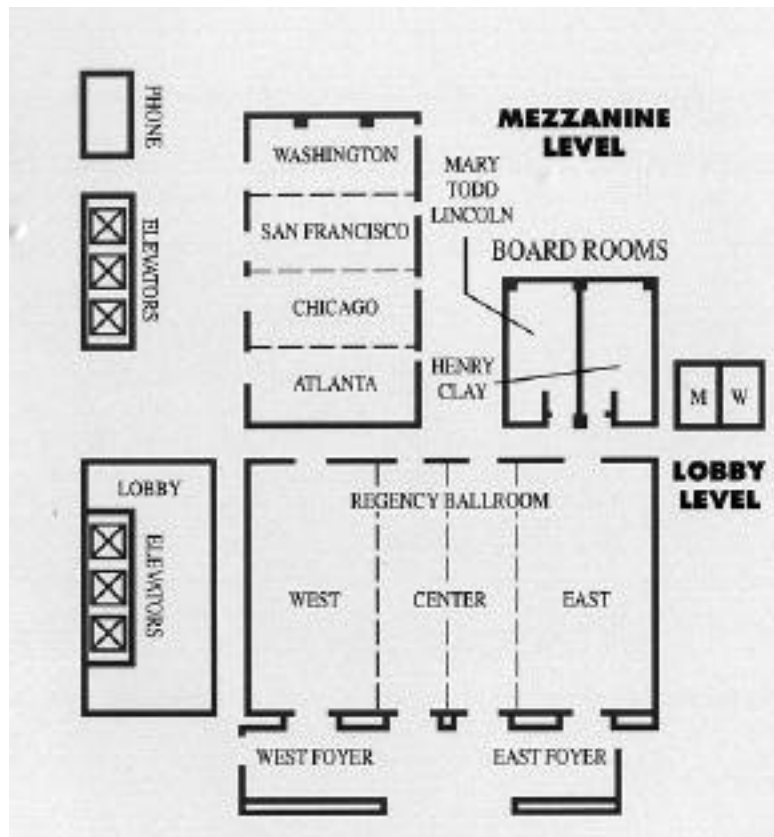 PHONE
ELEVATORS
WASHINGTON
SAN FRANCISCO
CHICAGO
ATLANTA
MEZZANINE
LEVEL
MARY
TODD
LINCOLN
BOARD ROOMS
HENRY
CLAY
M W
LOBBY
LEVEL
LOBBY
ELEVATORS
REGENCY BALLROOM
WEST CENTER EAST
WEST FOYER EAST FOYER